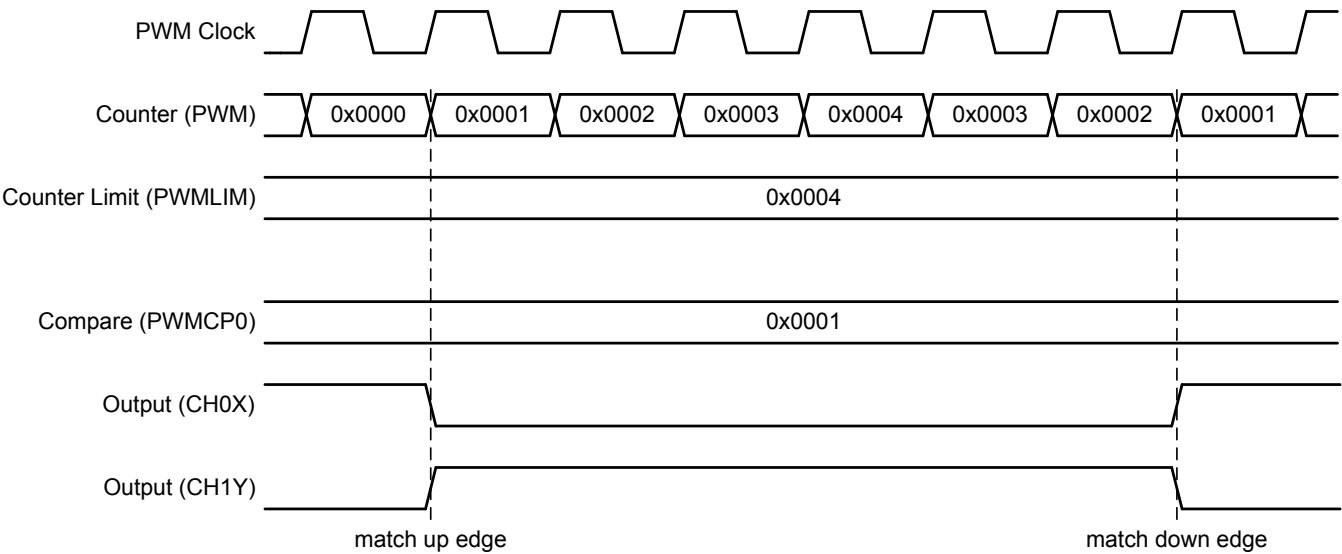 PWM Clock
Counter (PWM) 0x0000 0x0001 0x0002 0x0003 0x0004 0x0003 0x0002 0x0001
Counter Limit (PWMLIM) 0x0004
Compare (PWMCP0) 0x0001
Output (CH0X)
Output (CH1Y)
match up edge match down edge